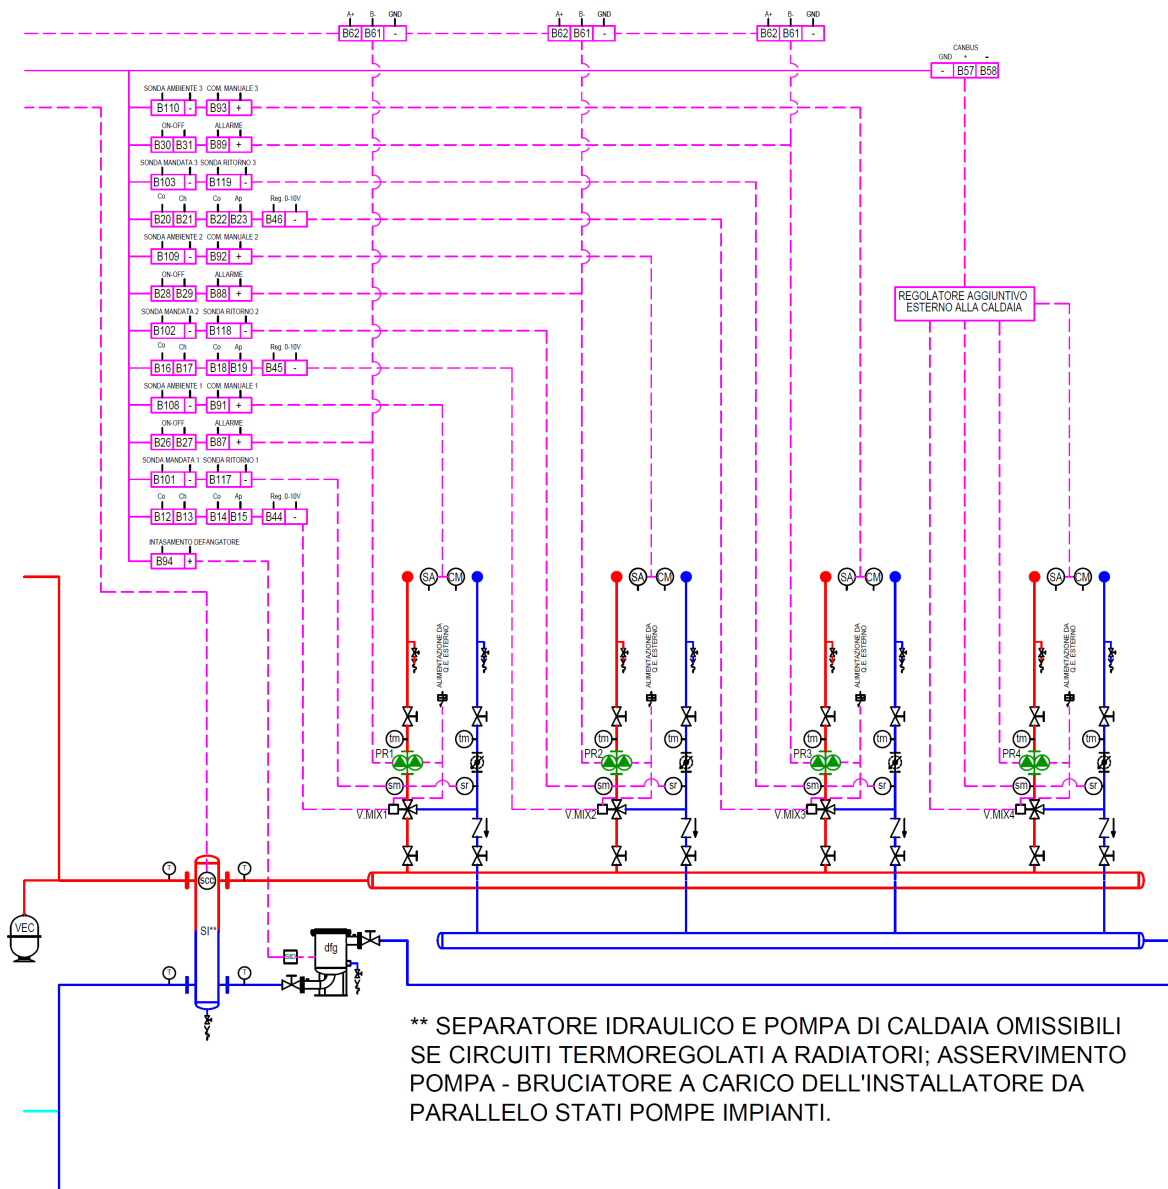 A+ B- GND A+ B- GND A+ B- GND
B62 B61 - B62 B61 - B62 B61 -
CANBUS
GND + -
- B57 B58
SONDA AMBIENTE 3 COM. MANUALE 3
B110 - B93 +
ON-OFF ALLARME
B30 B31 B89 +
SONDA MANDATA 3 SONDA RITORNO 3
B103 - B119 -
Co Ch Co Ap Reg. 0-10V
B20 B21 B22 B23 B46 -
SONDA AMBIENTE 2 COM. MANUALE 2
B109 - B92 +
ON-OFF ALLARME
B28 B29 B88 +
REGOLATORE AGGIUNTIVO
ESTERNO ALLA CALDAIA
SONDA MANDATA 2 SONDA RITORNO 2
B102 - B118 -
Co Ch Co Ap Reg. 0-10V
B16 B17 B18 B19 B45 -
SONDA AMBIENTE 1 COM. MANUALE 1
B108 - B91 +
ON-OFF ALLARME
B26 B27 B87 +
SONDA MANDATA 1 SONDA RITORNO 1
B101 - B117 -
Co Ch Co Ap Reg. 0-10V
B12 B13 B14 B15 B44 -
INTASAMENTO DEFANGATORE
B94 +
SA CM SA CM SA CM SA CM
ALIMENTAZIONE DA
Q.E. ESTERNO
ALIMENTAZIONE DA
Q.E. ESTERNO
ALIMENTAZIONE DA
Q.E. ESTERNO
ALIMENTAZIONE DA
Q.E. ESTERNO
tm tm tm tm tm tm tm tm
PR1 PR2 PR3 PR4
sm sr sm sr sm sr sm sr
V.MIX1 V.MIX2 V.MIX3 V.MIX4
T T
scc
VEC
SI**
dfg
SID
T T
** SEPARATORE IDRAULICO E POMPA DI CALDAIA OMISSIBILI
SE CIRCUITI TERMOREGOLATI A RADIATORI; ASSERVIMENTO
POMPA - BRUCIATORE A CARICO DELL'INSTALLATORE DA
PARALLELO STATI POMPE IMPIANTI.